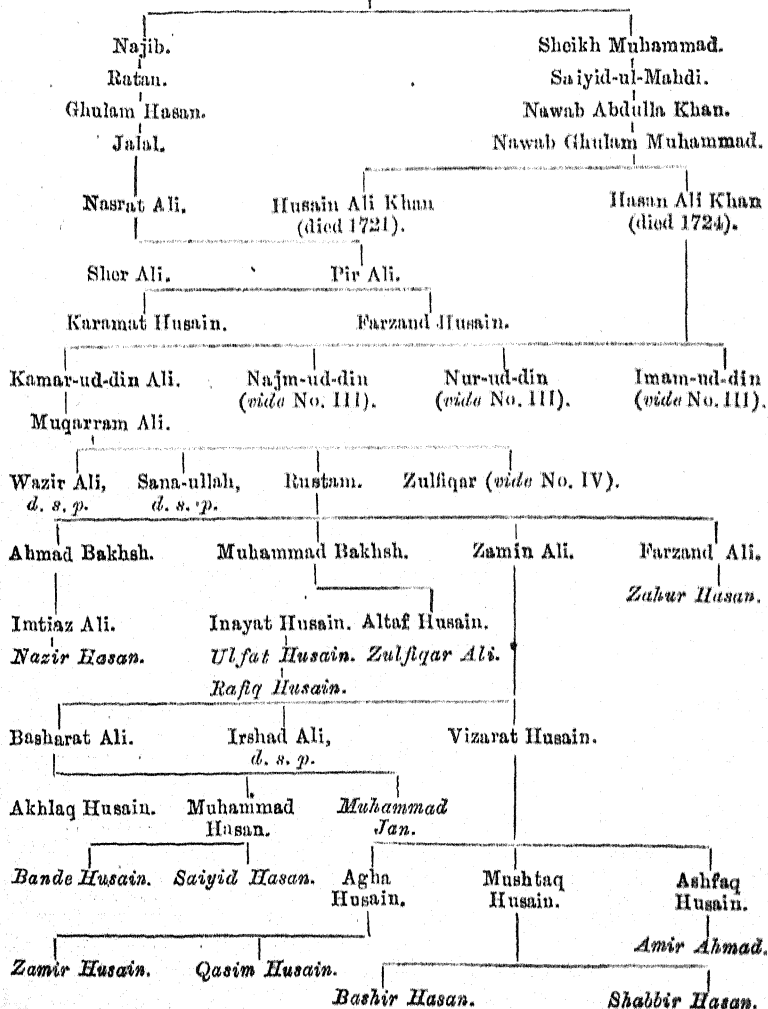 Najib. Sheikh Muhammad.
Ratan. Saiyid-ul-Mahdi.
Ghulam Hasan. Nawab Abdulla Khan.
Jalal. Nawab Ghulam Muhammad.
Nasrat Ali. Husain Ali Khan Hasan Ali Khan
(died 1721). (died 1724).
Sher Ali. Pir Ali.
Karamat Husain. Farzand Husain.
Kamar-ud-din Ali. Najm-ud-din Nur-ud-din Imam-ud-din
(vide No. III). (vide No. III). (vide No. III).
Muqarram Ali.
Wazir Ali, Sana-ullah, Rustam. Zulfiqar (vide No. IV).
d. s. p. d. s. p.
Ahmad Bakhsh. Muhammad Bakhsh. Zamin Ali. Farzand Ali.
Zahur Hasan.
Imtiaz Ali. Inayat Husain. Altaf Husain.
Nazir Hasan. Ulfat Husain. Zulfiqar Ali.
Rafiq Husain.
Basharat Ali. Irshad Ali, Vizarat Husain.
d. s. p.
Akhlaq Husain. Muhammad Muhammad
Hasan. Jan.
Bande Husain. Saiyid Hasan. Agha Mushtaq Ashfaq
Husain. Husain. Husain.
Amir Ahmad.
Zamir Husain. Qasim Husain.
Bashir Hasan. Shabbir Hasan.